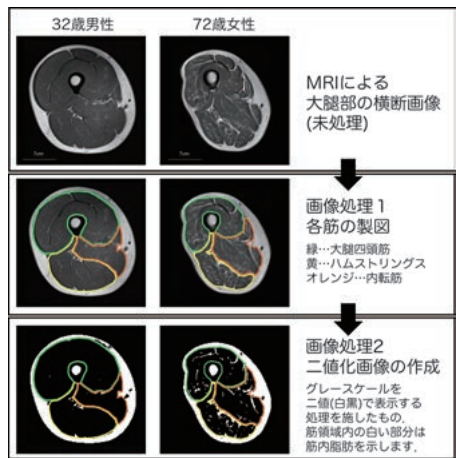 32歳男性
72歳女性
MRIによる
大腿部の横断画像
(未処理)
画像処理1
各筋の製図
緑…大腿四頭筋
黄…ハムストリングス
オレンジ…内転筋
画像処理2
二値化画像の作成
グレースケールを
二値(白黒)で表示する
処理を施したもの.
筋領域内の白い部分は
筋内脂肪を示します.